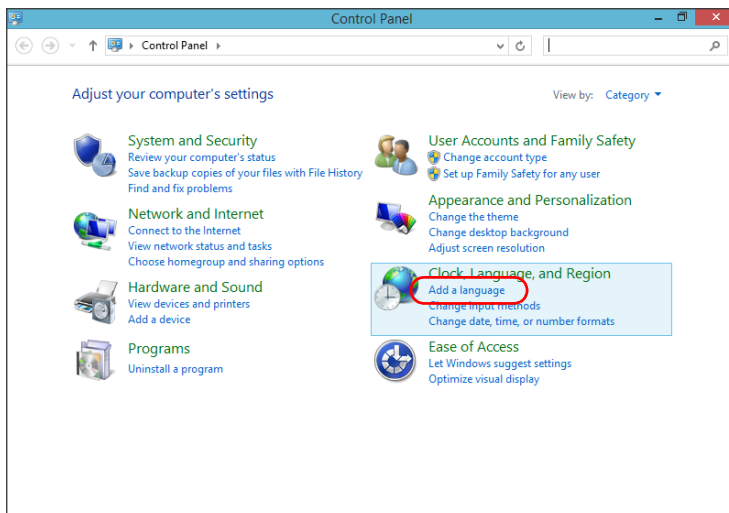 Control Panel
Control Panel
Adjust your computer's settings
View by: Category
System and Security
Review your computer's status
Save backup copies of your files with File History
Find and fix problems
Network and Internet
Connect to the Internet
View network status and tasks
Choose homegroup and sharing options
Hardware and Sound
View devices and printers
Add a device
Programs
Uninstall a program
User Accounts and Family Safety
Change account type
Set up Family Safety for any user
Appearance and Personalization
Change the theme
Change desktop background
Adjust screen resolution
Clock, Language, and Region
Add a language
Change input methods
Change date, time, or number formats
Ease of Access
Let Windows suggest settings
Optimize visual display